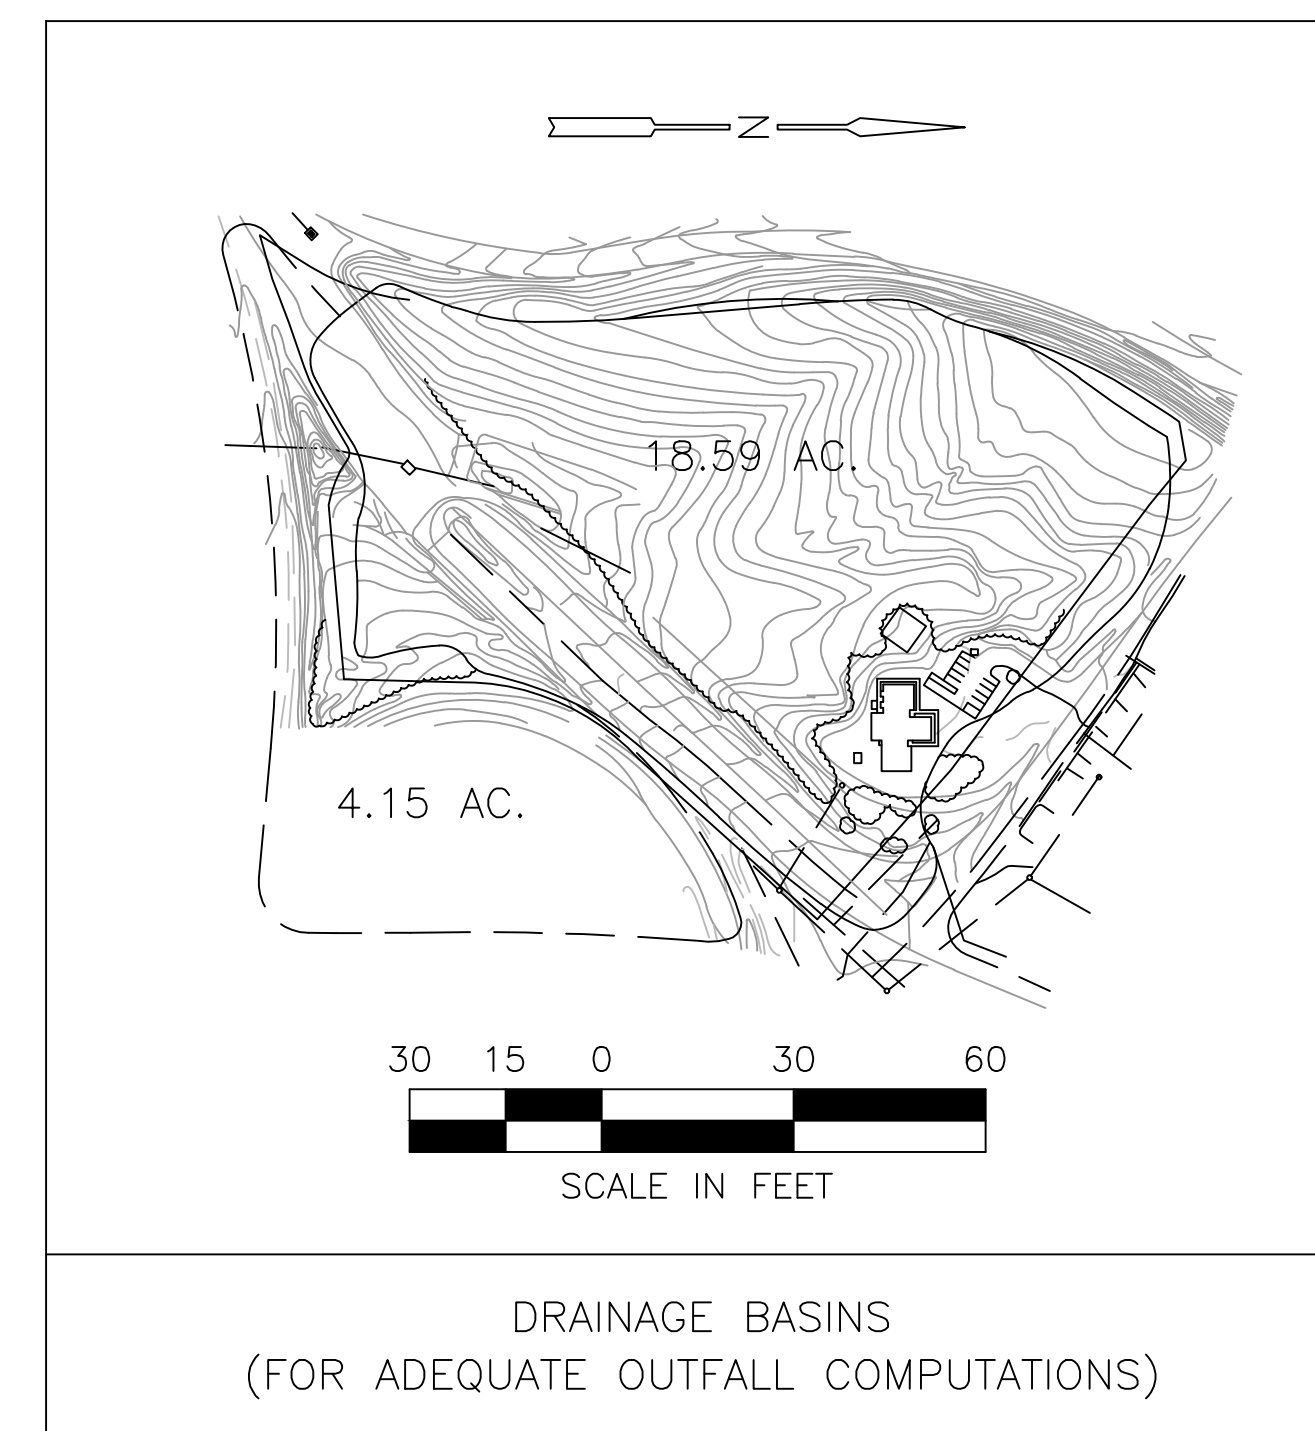 N
18.59 AC.
4.15 AC.
30 15 0 30 60
SCALE IN FEET
DRAINAGE BASINS
(FOR ADEQUATE OUTFALL COMPUTATIONS)